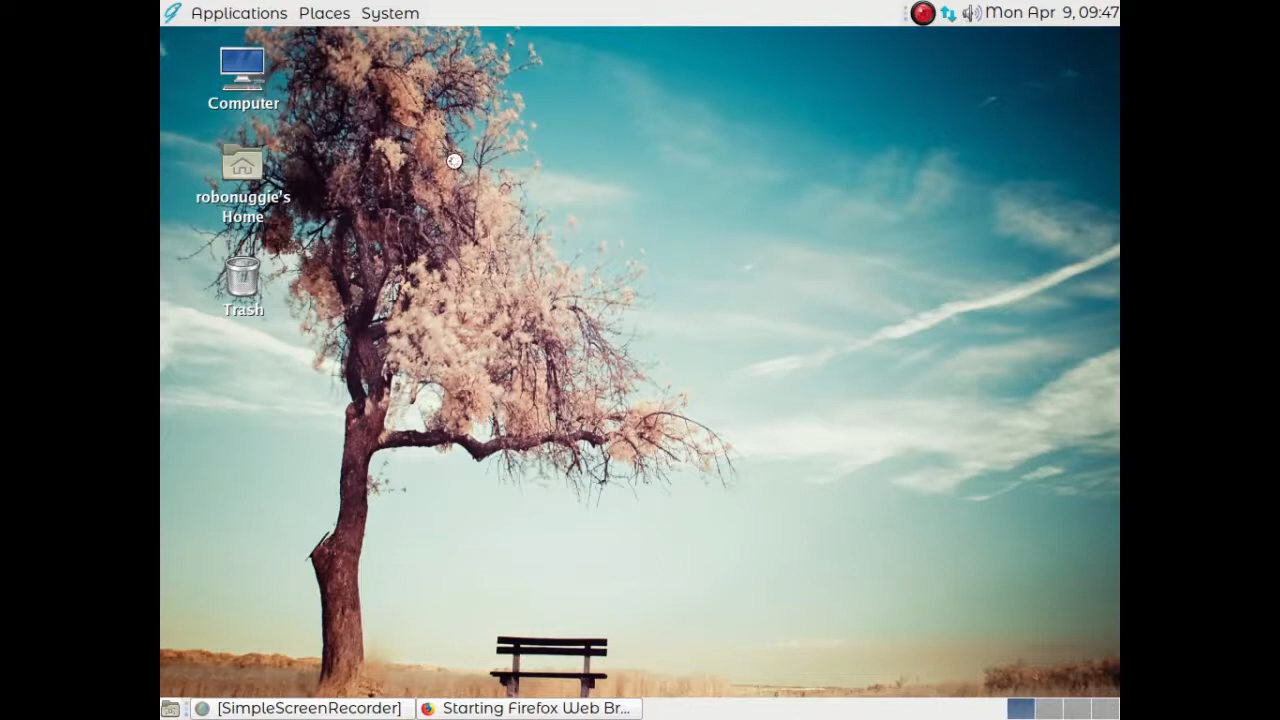 Applications Places System
Mon Apr 9, 09:47
Computer
robonuggie's
Home
Trash
[SimpleScreenRecorder]
Starting Firefox Web Br...